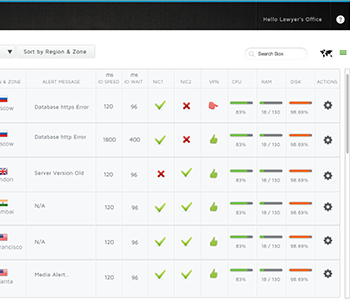 Hello Lawyer's Office
Sort by Region & Zone
Search Box
& ZONE ALERT MESSAGE ms IO SPEED ms IO WAIT NIC1 NIC2 VPN CPU RAM DISK ACTIONS
scow Database https Error 120 96 83% 18 / 130 98.69%
scow Database http Error 1600 400 83% 18 / 130 98.69%
ndon Server Version Old 120 96 83% 18 / 130 98.69%
mbai N/A 120 96 83% 18 / 130 98.69%
Francisco N/A 120 96 83% 18 / 130 98.69%
anta Media Alert... 120 96 83% 18 / 130 98.69%